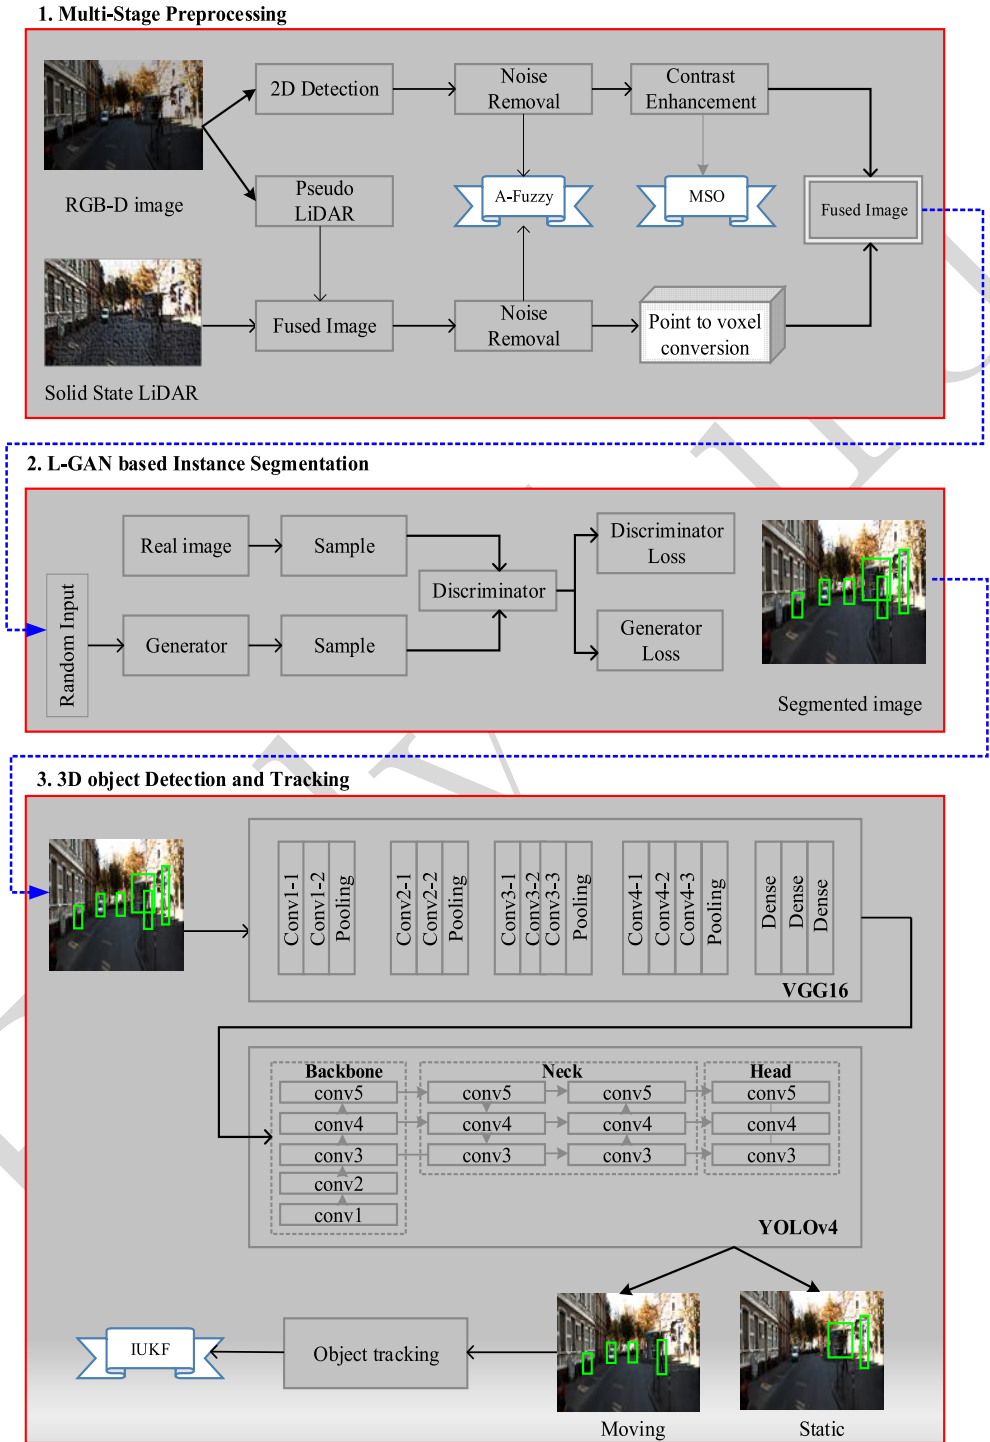 1. Multi-Stage Preprocessing
2D Detection
Noise
Removal
Contrast
Enhancement
RGB-D image
Pseudo
LiDAR
A-Fuzzy
MSO
Fused Image
Fused Image
Noise
Removal
Point to voxel
conversion
Solid State LiDAR
2. L-GAN based Instance Segmentation
Real image
Sample
Discriminator
Loss
Random Input
Discriminator
Generator
Sample
Generator
Loss
Segmented image
3. 3D object Detection and Tracking
Conv1-1
Conv1-2
Pooling
Conv2-1
Conv2-2
Pooling
Conv3-1
Conv3-2
Conv3-3
Pooling
Conv4-1
Conv4-2
Conv4-3
Pooling
Dense
Dense
Dense
VGG16
Backbone
Neck
Head
conv5
conv5
conv5
conv5
conv4
conv4
conv4
conv4
conv3
conv3
conv3
conv3
conv2
conv1
YOLOv4
IUKF
Object tracking
Moving
Static